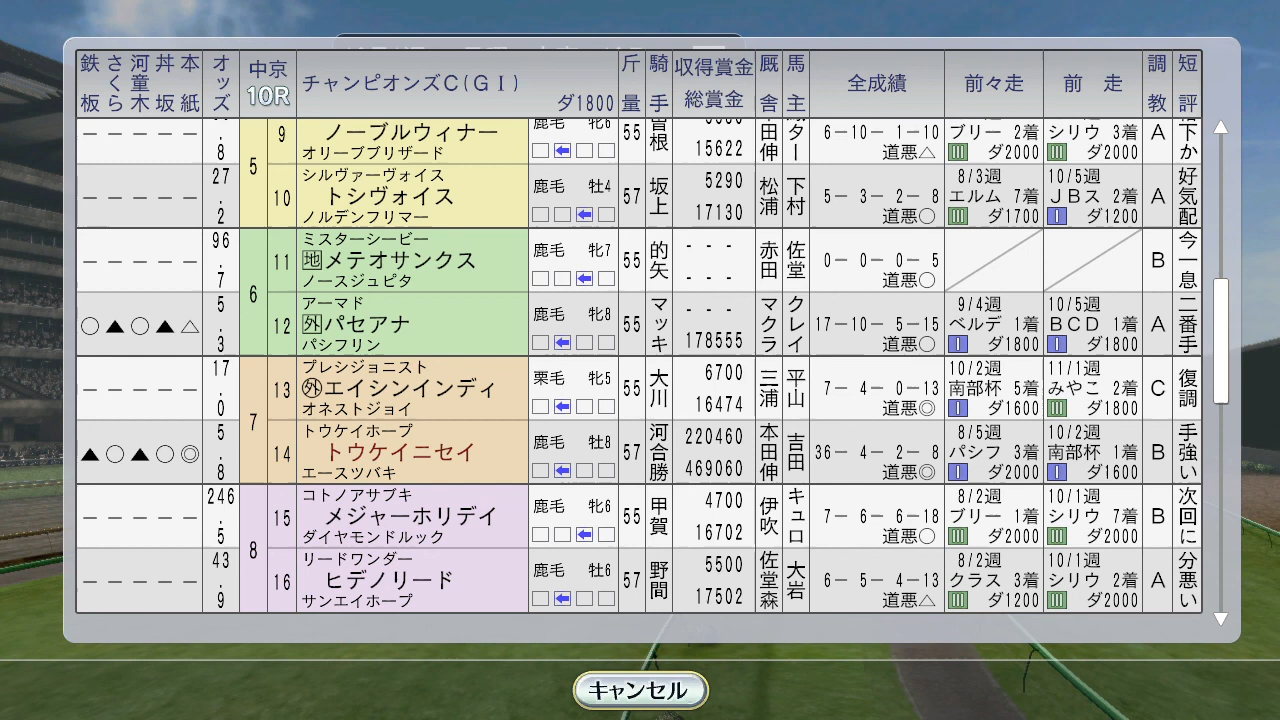 鉄板 さくら 河童木 丼坂 本紙 オッズ 中京 10R チャンピオンズC(GⅠ) ダ1800 斤量 騎手 収得賞金 総賞金 厩舎 馬主 全成績 前々走 前 走 調教 短評
－－－－－ .8 5 9 ノーブルウィナー 鹿毛 牝6 55 曽根 15622 田伸 ター 6－10－ 1－10 ブリー 2着 シリウ 3着 A 下か
オリーブブリザード 道悪△ Ⅲ ダ2000 Ⅲ ダ2000
－－－－－ 27.2 10 シルヴァーヴォイス 鹿毛 牡4 57 坂上 5290 松浦 下村 5－ 3－ 2－ 8 8/3週 10/5週 A 好気配
トシヴォイス 17130 エルム 7着 JBス 2着
ノルデンフリマー 道悪○ Ⅲ ダ1700 Ⅰ ダ1200
－－－－－ 96.7 6 11 ミスターシービー 鹿毛 牝7 55 的矢 - - - 赤田 佐堂 0－ 0－ 0－ 5 B 今一息
地 メテオサンクス - - -
ノースジュピタ 道悪○
○▲○▲△ 5.3 12 アーマド 鹿毛 牝8 55 マッキ - - - マクラ クレイ 17－10－ 5－15 9/4週 10/5週 A 二番手
外 パセアナ 178555 ベルデ 1着 BCD 1着
パシフリン 道悪○ Ⅰ ダ1800 Ⅰ ダ1800
－－－－－ 17.0 7 13 プレシジョニスト 栗毛 牝5 55 大川 6700 三浦 平山 7－ 4－ 0－13 10/2週 11/1週 C 復調
外 エイシンインディ 16474 南部杯 5着 みやこ 2着
オネストジョイ 道悪◎ Ⅰ ダ1600 Ⅲ ダ1800
▲○▲○◎ 5.8 14 トウケイホープ 鹿毛 牡8 57 河合勝 220460 本田伸 吉田 36－ 4－ 2－ 8 8/5週 10/2週 B 手強い
トウケイニセイ 469060 パシフ 3着 南部杯 1着
エースツバキ 道悪◎ Ⅰ ダ2000 Ⅰ ダ1600
－－－－－ 246.5 8 15 コトノアサブキ 鹿毛 牝6 55 甲賀 4700 伊吹 キュロ 7－ 6－ 6－18 8/2週 10/1週 B 次回に
メジャーホリデイ 16702 ブリー 1着 シリウ 7着
ダイヤモンドルック 道悪○ Ⅲ ダ2000 Ⅲ ダ2000
－－－－－ 43.9 16 リードワンダー 鹿毛 牡6 57 野間 5500 佐堂森 大岩 6－ 5－ 4－13 8/2週 10/1週 A 分悪い
ヒデノリード 17502 クラス 3着 シリウ 2着
サンエイホープ 道悪△ Ⅲ ダ1200 Ⅲ ダ2000
キャンセル